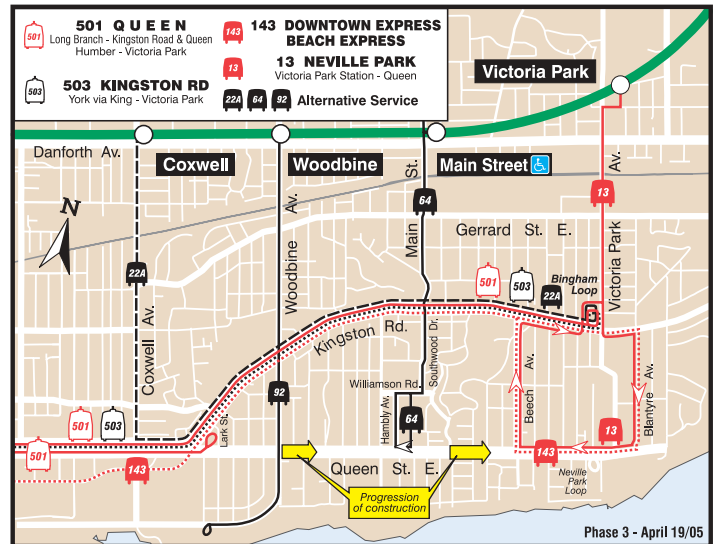 501 501 QUEEN
Long Branch - Kingston Road & Queen
Humber - Victoria Park
503 503 KINGSTON RD
York via King - Victoria Park
143 143 DOWNTOWN EXPRESS
BEACH EXPRESS
13 13 NEVILLE PARK
Victoria Park Station - Queen
22A 64 92 Alternative Service
Victoria Park
Danforth Av.
Coxwell
Woodbine
Main Street
N
22A
Coxwell Av.
Woodbine Av.
92
Main St.
64
Gerrard St. E.
13
Victoria Park Av.
501
503
22A
Bingham
Loop
Kingston Rd.
Southwood Dr.
Williamson Rd.
Hambly Av.
64
Beech Av.
Blantyre Av.
13
143
Neville
Park
Loop
Lark St.
501
503
501
143
Queen St. E.
Progression
of construction
Phase 3 - April 19/05